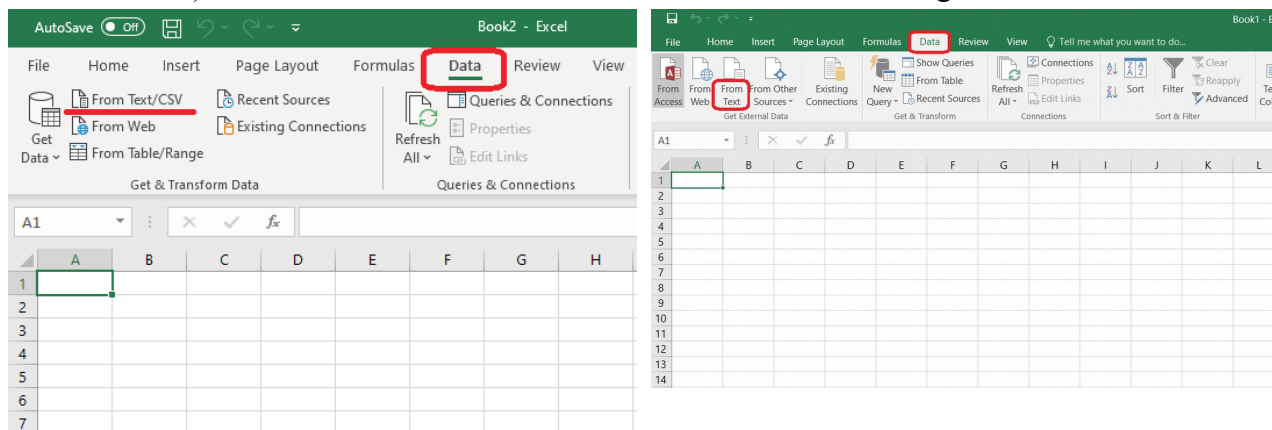 AutoSave Off Book2 - Excel
File Home Insert Page Layout Formulas Data Review View
From Text/CSV Recent Sources Queries & Connections
From Web Existing Connections Properties
From Table/Range Edit Links
Get Data Refresh All
Get & Transform Data Queries & Connections
A1 fx
A B C D E F G H
1
2
3
4
5
6
7
Book1 - E
File Home Insert Page Layout Formulas Data Review View Tell me what you want to do...
From Access From Web From Text From Other Sources Existing Connections New Query Show Queries From Table Recent Sources Refresh All Connections Properties Edit Links Sort Filter Clear Reapply Advanced Te Co
Get External Data Get & Transform Connections Sort & Filter
A1 fx
A B C D E F G H I J K L
1
2
3
4
5
6
7
8
9
10
11
12
13
14